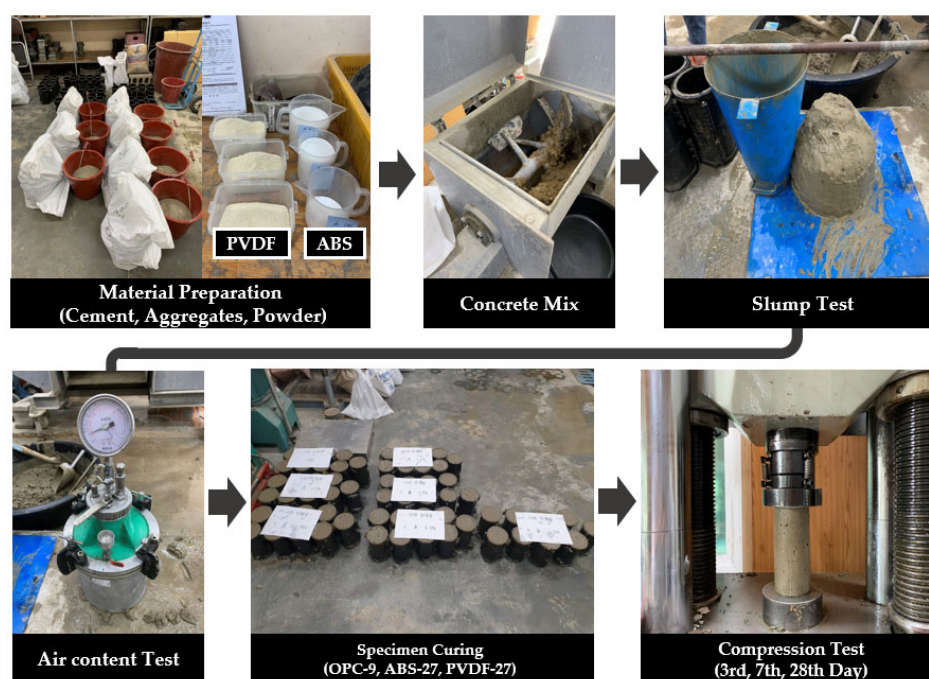 PVDF
ABS
Material Preparation
(Cement, Aggregates, Powder)
Concrete Mix
Slump Test
Air content Test
Specimen Curing
(OPC-9, ABS-27, PVDF-27)
Compression Test
(3rd, 7th, 28th Day)